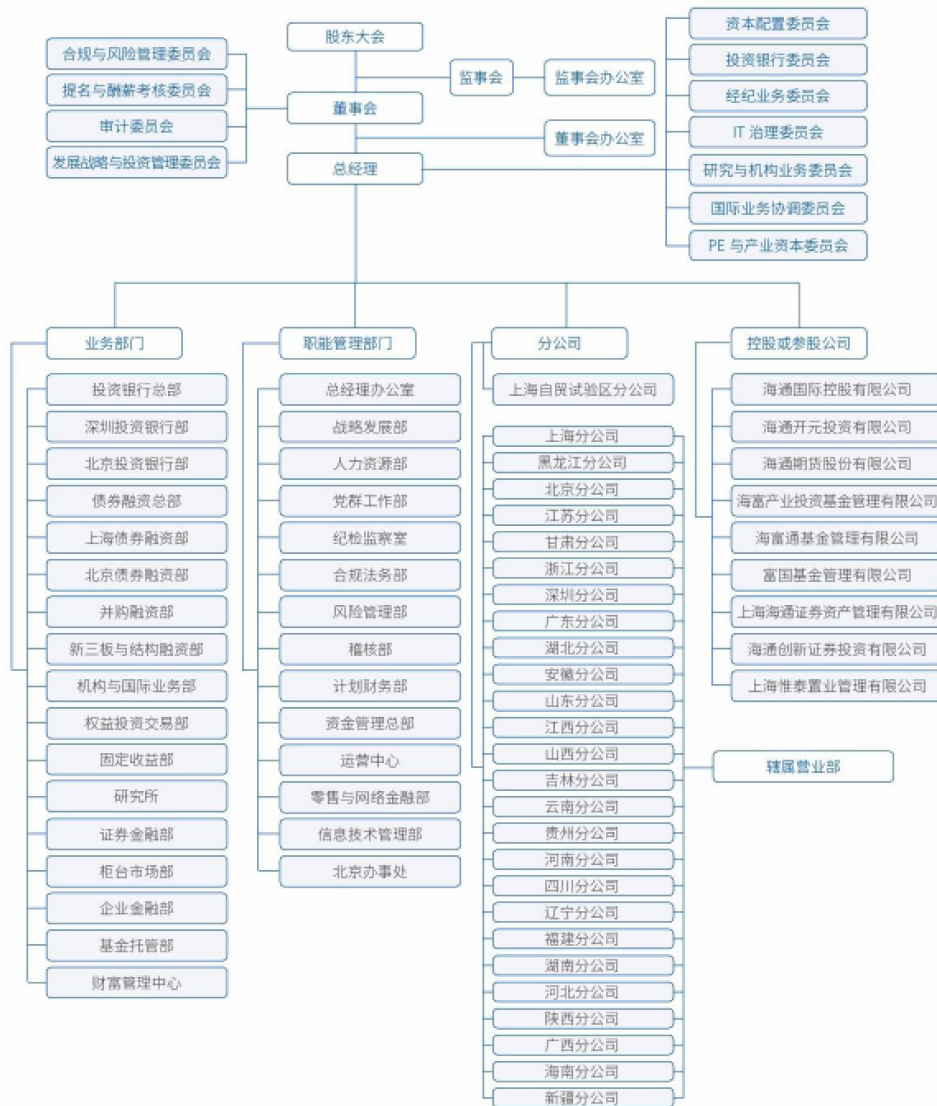 股东大会
监事会
监事会办公室
董事会
董事会办公室
总经理
合规与风险管理委员会
提名与酬薪考核委员会
审计委员会
发展战略与投资管理委员会
资本配置委员会
投资银行委员会
经纪业务委员会
IT 治理委员会
研究与机构业务委员会
国际业务协调委员会
PE 与产业资本委员会
业务部门
投资银行总部
深圳投资银行部
北京投资银行部
债券融资总部
上海债券融资部
北京债券融资部
并购融资部
新三板与结构融资部
机构与国际业务部
权益投资交易部
固定收益部
研究所
证券金融部
柜台市场部
企业金融部
基金托管部
财富管理中心
职能管理部门
总经理办公室
战略发展部
人力资源部
党群工作部
纪检监察室
合规法务部
风险管理部
稽核部
计划财务部
资金管理总部
运营中心
零售与网络金融部
信息技术管理部
北京办事处
分公司
上海自贸试验区分公司
上海分公司
黑龙江分公司
北京分公司
江苏分公司
甘肃分公司
浙江分公司
深圳分公司
广东分公司
湖北分公司
安徽分公司
山东分公司
江西分公司
山西分公司
吉林分公司
云南分公司
贵州分公司
河南分公司
四川分公司
辽宁分公司
福建分公司
湖南分公司
河北分公司
陕西分公司
广西分公司
海南分公司
新疆分公司
辖属营业部
控股或参股公司
海通国际控股有限公司
海通开元投资有限公司
海通期货股份有限公司
海富产业投资基金管理有限公司
海富通基金管理有限公司
富国基金管理有限公司
上海海通证券资产管理有限公司
海通创新证券投资有限公司
上海惟泰置业管理有限公司